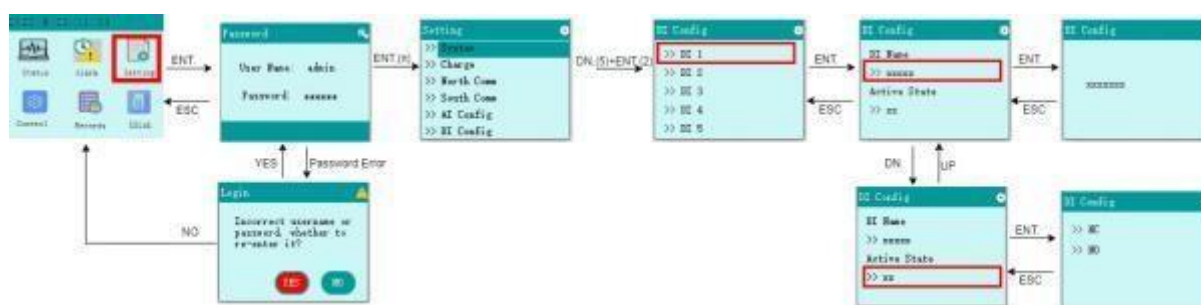 Status
Alarm
Setting
Control
Records
ENT.
ESC
Password
User Name: admin
Password: xxxxxx
YES
Password Error
NO
Login
Incorrect username or
password, whether to
re-enter it?
YES
NO
ENT.(n)
Setting
>> System
>> Charge
>> North Comm
>> South Comm
>> AI Config
>> DI Config
DN.(5)+ENT.(2)
DI Config
>> DI 1
>> DI 2
>> DI 3
>> DI 4
>> DI 5
ENT.
ESC
DI Config
DI Name
>> xxxxx
Active State
>> xx
ENT.
ESC
DI Config
xxxxxxx
DN.
UP
DI Config
DI Name
>> xxxxx
Active State
>> xx
ENT.
ESC
DI Config
>> NC
>> NO